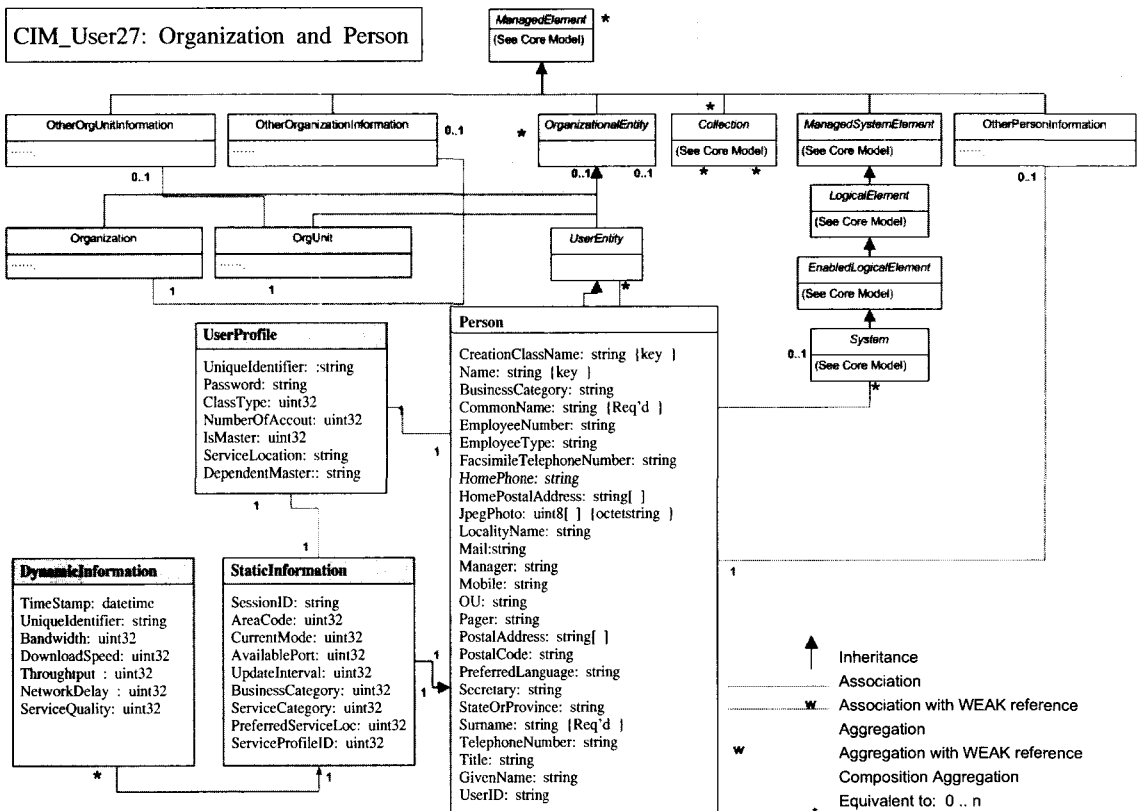 CIM_User27: Organization and Person
ManagedElement *
(See Core Model)
OtherOrgUnitInformation
.......
OtherOrganizationInformation
.......
0..1
*
OrganizationalEntity
0..1
0..1
*
Collection
(See Core Model)
*
*
ManagedSystemElement
(See Core Model)
OtherPersonInformation
.......
0..1
0..1
LogicalElement
(See Core Model)
Organization
.......
1
OrgUnit
.......
1
UserEntity
*
EnabledLogicalElement
(See Core Model)
System
(See Core Model)
0..1
*
UserProfile
UniqueIdentifier: :string
Password: string
ClassType: uint32
NumberOfAccout: uint32
IsMaster: uint32
ServiceLocation: string
DependentMaster:: string
1
1
1
1
Person
CreationClassName: string {key }
Name: string {key }
BusinessCategory: string
CommonName: string {Req'd }
EmployeeNumber: string
EmployeeType: string
FacsimileTelephoneNumber: string
HomePhone: string
HomePostalAddress: string[ ]
JpegPhoto: uint8[ ] {octetstring }
LocalityName: string
Mail:string
Manager: string
Mobile: string
OU: string
Pager: string
PostalAddress: string[ ]
PostalCode: string
PreferredLanguage: string
Secretary: string
StateOrProvince: string
Surname: string {Req'd }
TelephoneNumber: string
Title: string
GivenName: string
UserID: string
1
DynamicInformation
TimeStamp: datetime
UniqueIdentifier: string
Bandwidth: uint32
DownloadSpeed: uint32
Throughtput : uint32
NetworkDelay : uint32
ServiceQuality: uint32
*
StaticInformation
SessionID: string
AreaCode: uint32
CurrentMode: uint32
AvailablePort: uint32
UpdateInterval: uint32
BusinessCategory: uint32
ServiceCategory: uint32
PreferredServiceLoc: uint32
ServiceProfileID: uint32
1
1
1
Inheritance
Association
w Association with WEAK reference
Aggregation
w Aggregation with WEAK reference
Composition Aggregation
* Equivalent to: 0 .. n